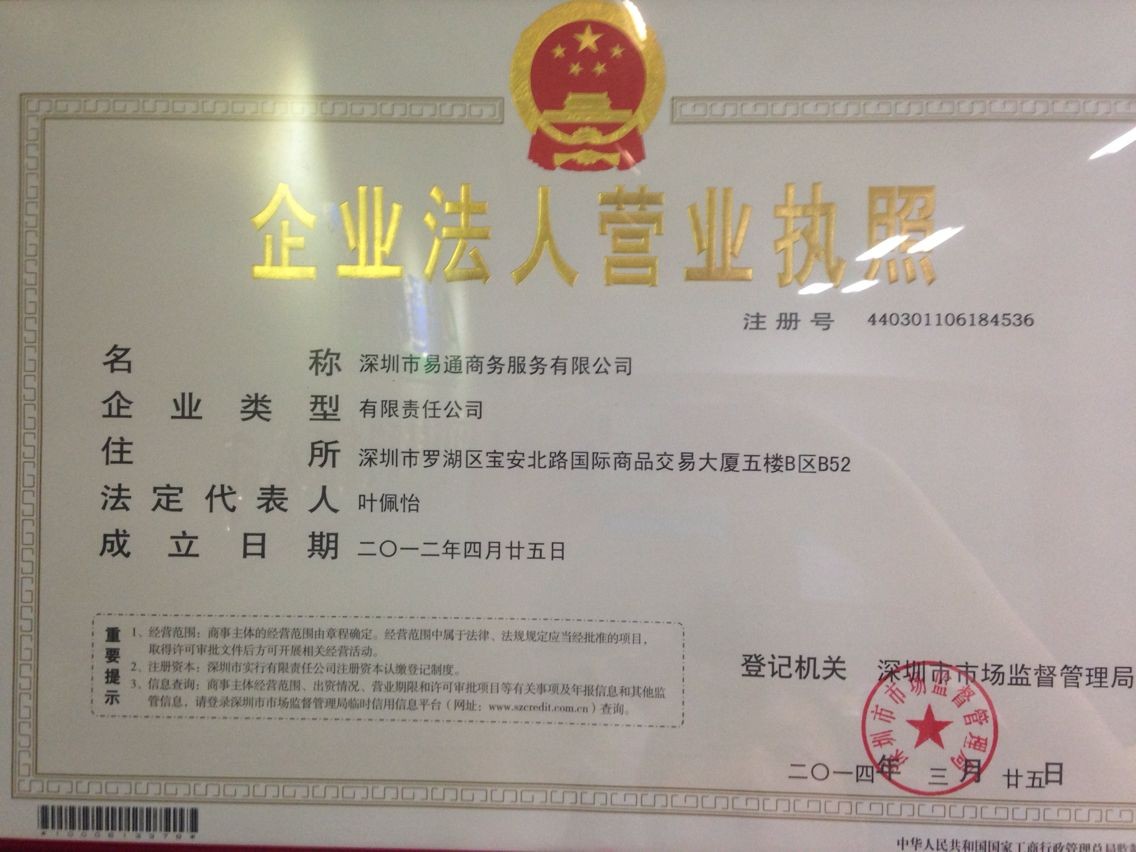 企业法人营业执照
注册号 440301106184536
名称 深圳市易通商务服务有限公司
企业类型 有限责任公司
住所 深圳市罗湖区宝安北路国际商品交易大厦五楼B区B52
法定代表人 叶佩怡
成立日期 二〇一二年四月廿五日
重要提示
1、经营范围：商事主体的经营范围由章程确定。经营范围中属于法律、法规规定应当经批准的项目，
取得许可审批文件后方可开展相关经营活动。
2、注册资本：深圳市实行有限责任公司注册资本认缴登记制度。
3、信息查询：商事主体经营范围、出资情况、营业期限和许可审批项目等有关事项及年报信息和其他监
管信息，请登录深圳市市场监督管理局临时信用信息平台（网址：www.szcredit.com.cn）查询。
登记机关 深圳市市场监督管理局
深圳市市场监督管理局
二〇一四年三月廿五日
中华人民共和国国家工商行政管理总局监制